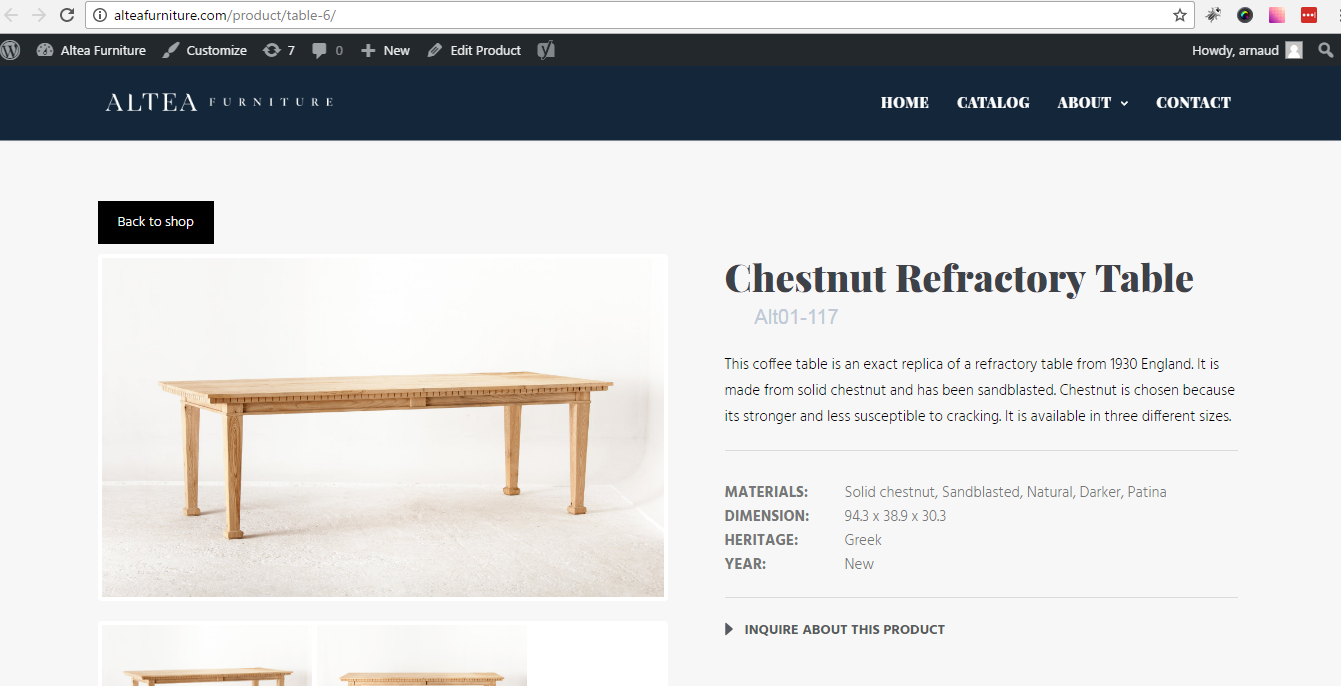 alteafurniture.com/product/table-6/
Altea Furniture Customize 7 0 New Edit Product Howdy, arnaud
ALTEA FURNITURE HOME CATALOG ABOUT CONTACT
Back to shop
Chestnut Refractory Table
Alt01-117
This coffee table is an exact replica of a refractory table from 1930 England. It is
made from solid chestnut and has been sandblasted. Chestnut is chosen because
its stronger and less susceptible to cracking. It is available in three different sizes.
MATERIALS: Solid chestnut, Sandblasted, Natural, Darker, Patina
DIMENSION: 94.3 x 38.9 x 30.3
HERITAGE: Greek
YEAR: New
INQUIRE ABOUT THIS PRODUCT